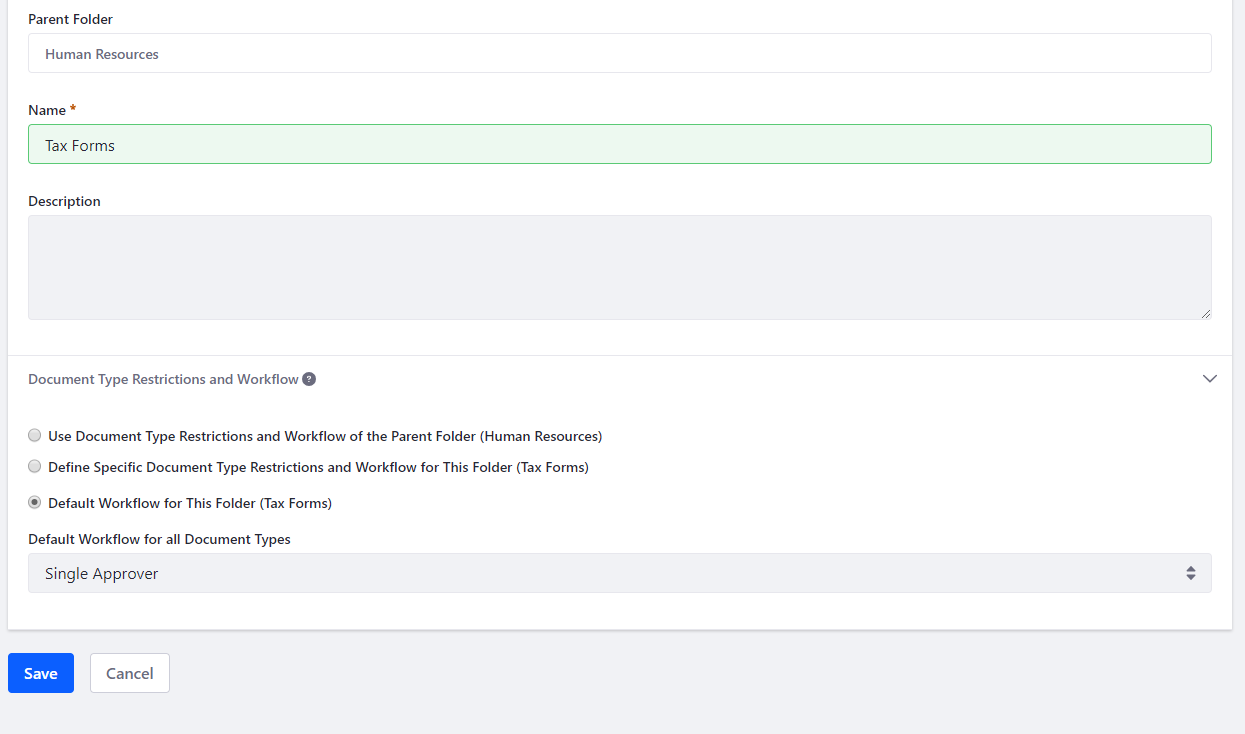 Parent Folder
Human Resources
Name *
Tax Forms
Description
Document Type Restrictions and Workflow ?
Use Document Type Restrictions and Workflow of the Parent Folder (Human Resources)
Define Specific Document Type Restrictions and Workflow for This Folder (Tax Forms)
Default Workflow for This Folder (Tax Forms)
Default Workflow for all Document Types
Single Approver
Save Cancel